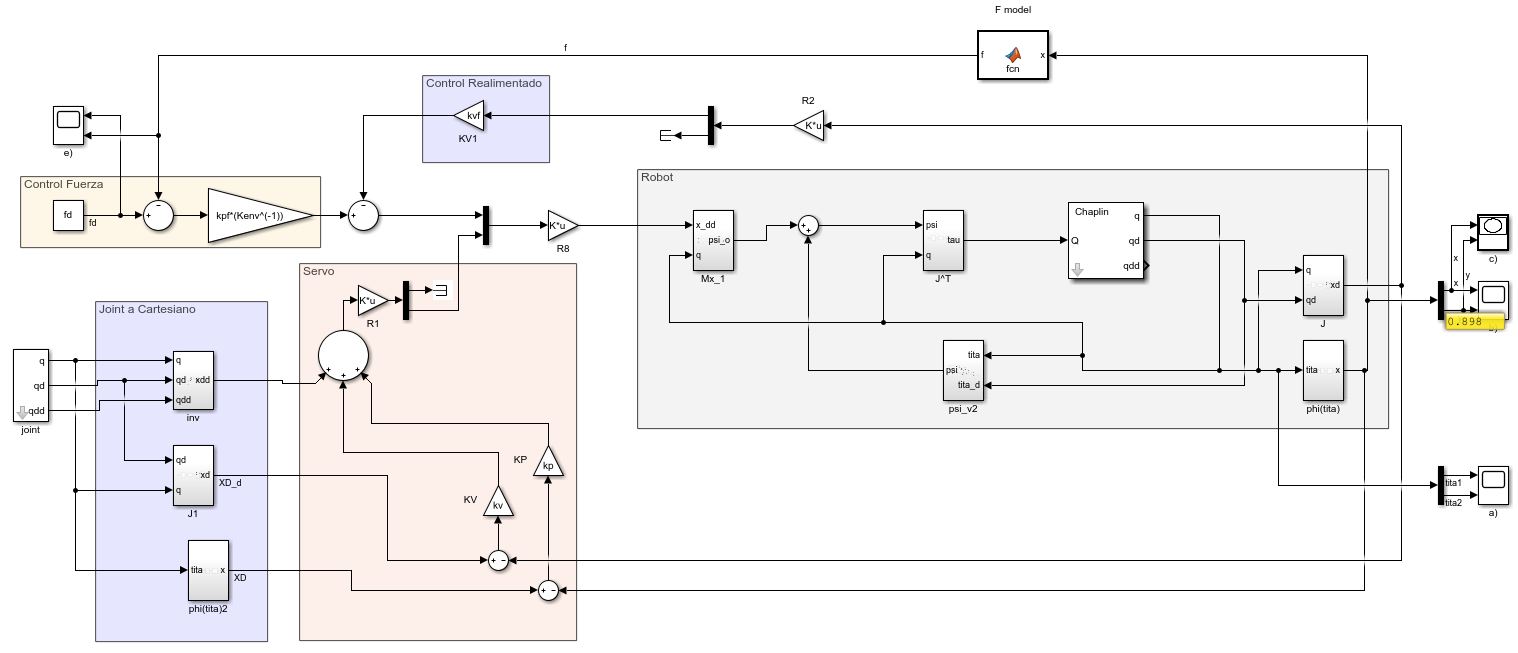 F model
f
f
x
fcn
Control Realimentado
kvf
KV1
R2
K*u
e)
Control Fuerza
fd
fd
kpf*(Kenv^(-1))
K*u
R8
Robot
x_dd
psi_o
q
Mx_1
psi
tau
q
J^T
Chaplin
q
Q
qd
qdd
q
xd
qd
J
x
y
x
c)
0.898
tita
psi
tita_d
psi_v2
tita
x
phi(tita)
Servo
K*u
R1
Joint a Cartesiano
q
qd
qdd
joint
q
qd
xdd
qdd
inv
qd
xd
q
XD_d
J1
tita
x
XD
phi(tita)2
KP
kp
KV
kv
tita1
tita2
a)